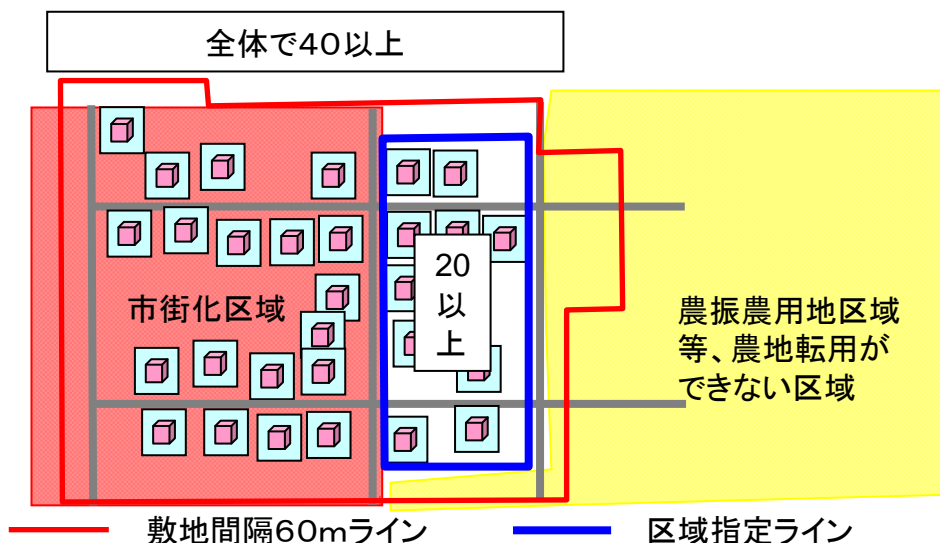 全体で40以上
20
以
上
市街化区域
農振農用地区域
等、農地転用が
できない区域
敷地間隔60mライン
区域指定ライン